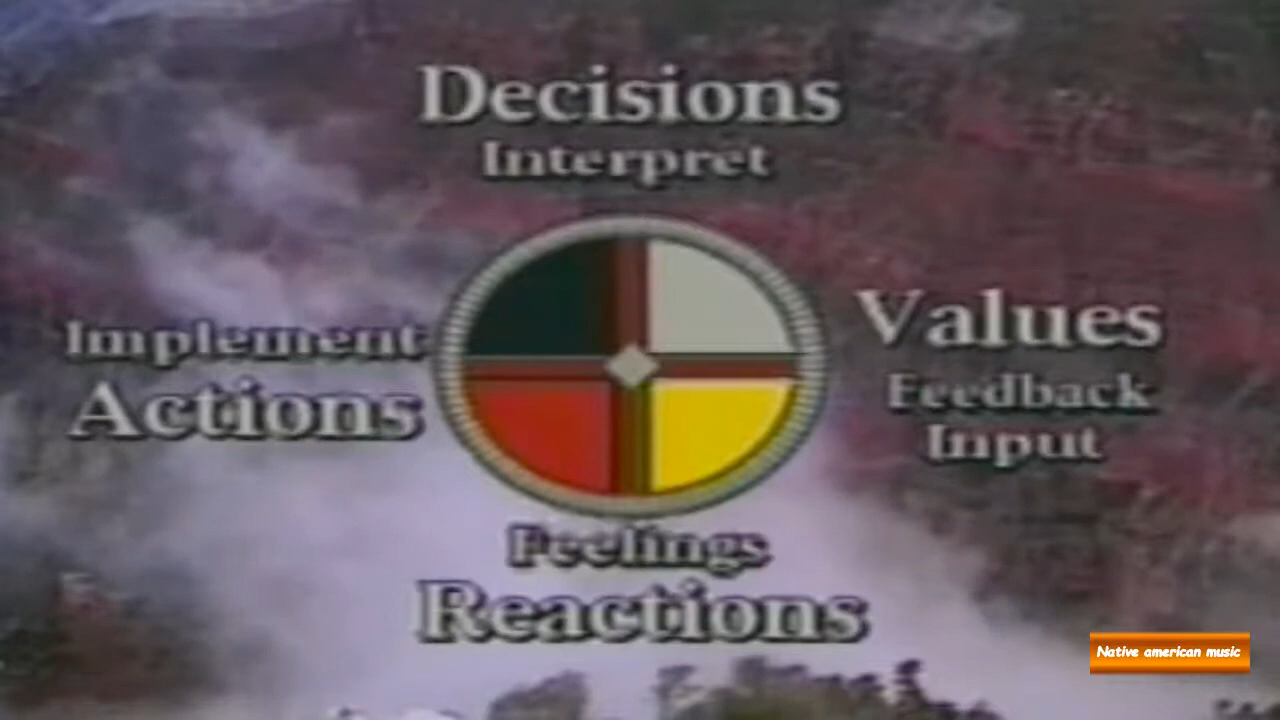 Decisions
Interpret
Implement
Actions
Values
Feedback
Input
Feelings
Reactions
Native american music